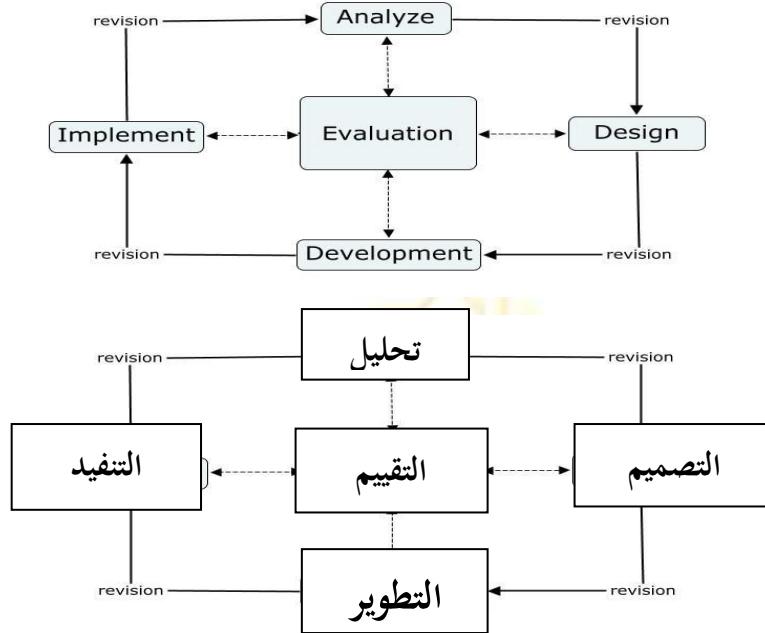 Analyze
revision
revision
Implement
Evaluation
Design
revision
Development
revision
تحليل
revision
revision
التنفيد
التقييم
التصميم
revision
التطوير
revision